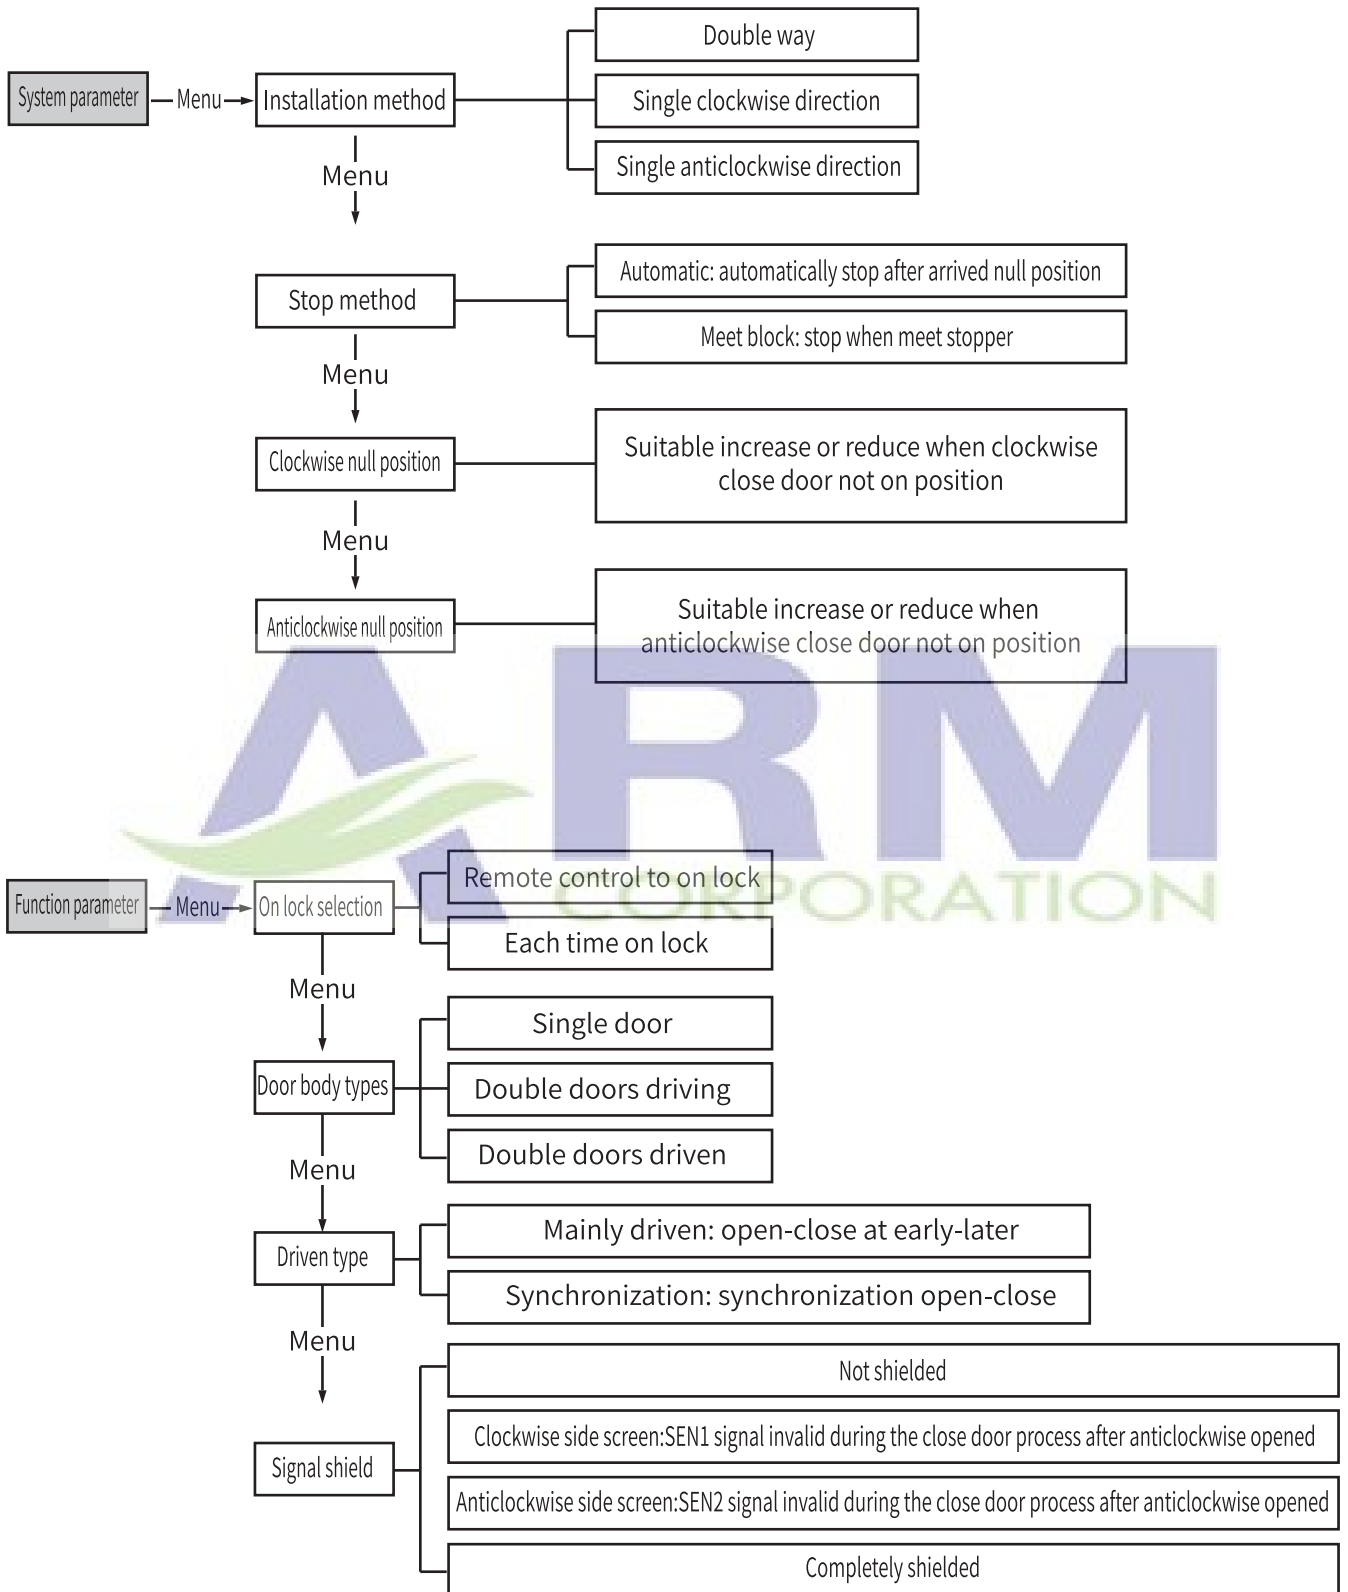 System parameter
Menu
Installation method
Double way
Single clockwise direction
Single anticlockwise direction
Menu
Stop method
Automatic: automatically stop after arrived null position
Meet block: stop when meet stopper
Menu
Clockwise null position
Suitable increase or reduce when clockwise
close door not on position
Menu
Anticlockwise null position
Suitable increase or reduce when
anticlockwise close door not on position
ARM
CORPORATION
Function parameter
Menu
On lock selection
Remote control to on lock
Each time on lock
Menu
Door body types
Single door
Double doors driving
Double doors driven
Menu
Driven type
Mainly driven: open-close at early-later
Synchronization: synchronization open-close
Menu
Signal shield
Not shielded
Clockwise side screen:SEN1 signal invalid during the close door process after anticlockwise opened
Anticlockwise side screen:SEN2 signal invalid during the close door process after anticlockwise opened
Completely shielded